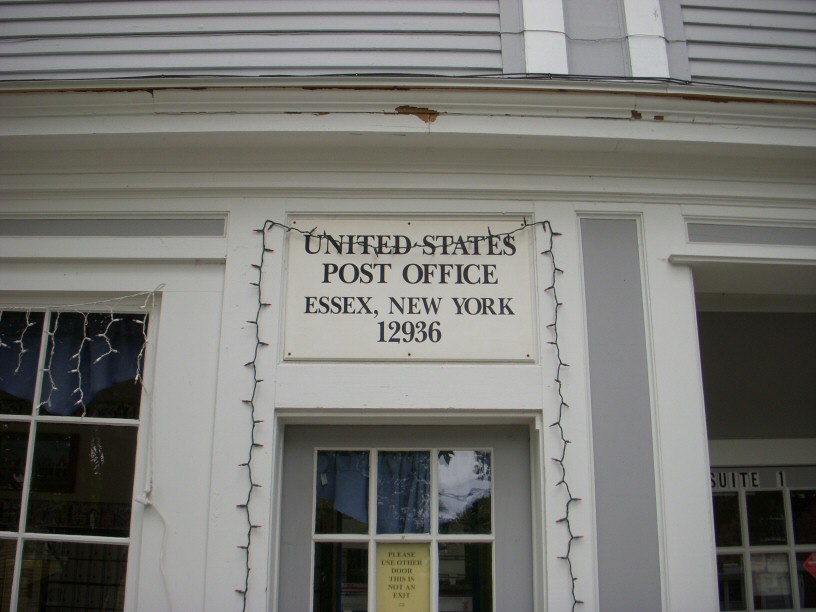 UNITED STATES
POST OFFICE
ESSEX, NEW YORK
12936
SUITE 1
PLEASE
USE OTHER
DOOR
THIS IS
NOT AN
EXIT